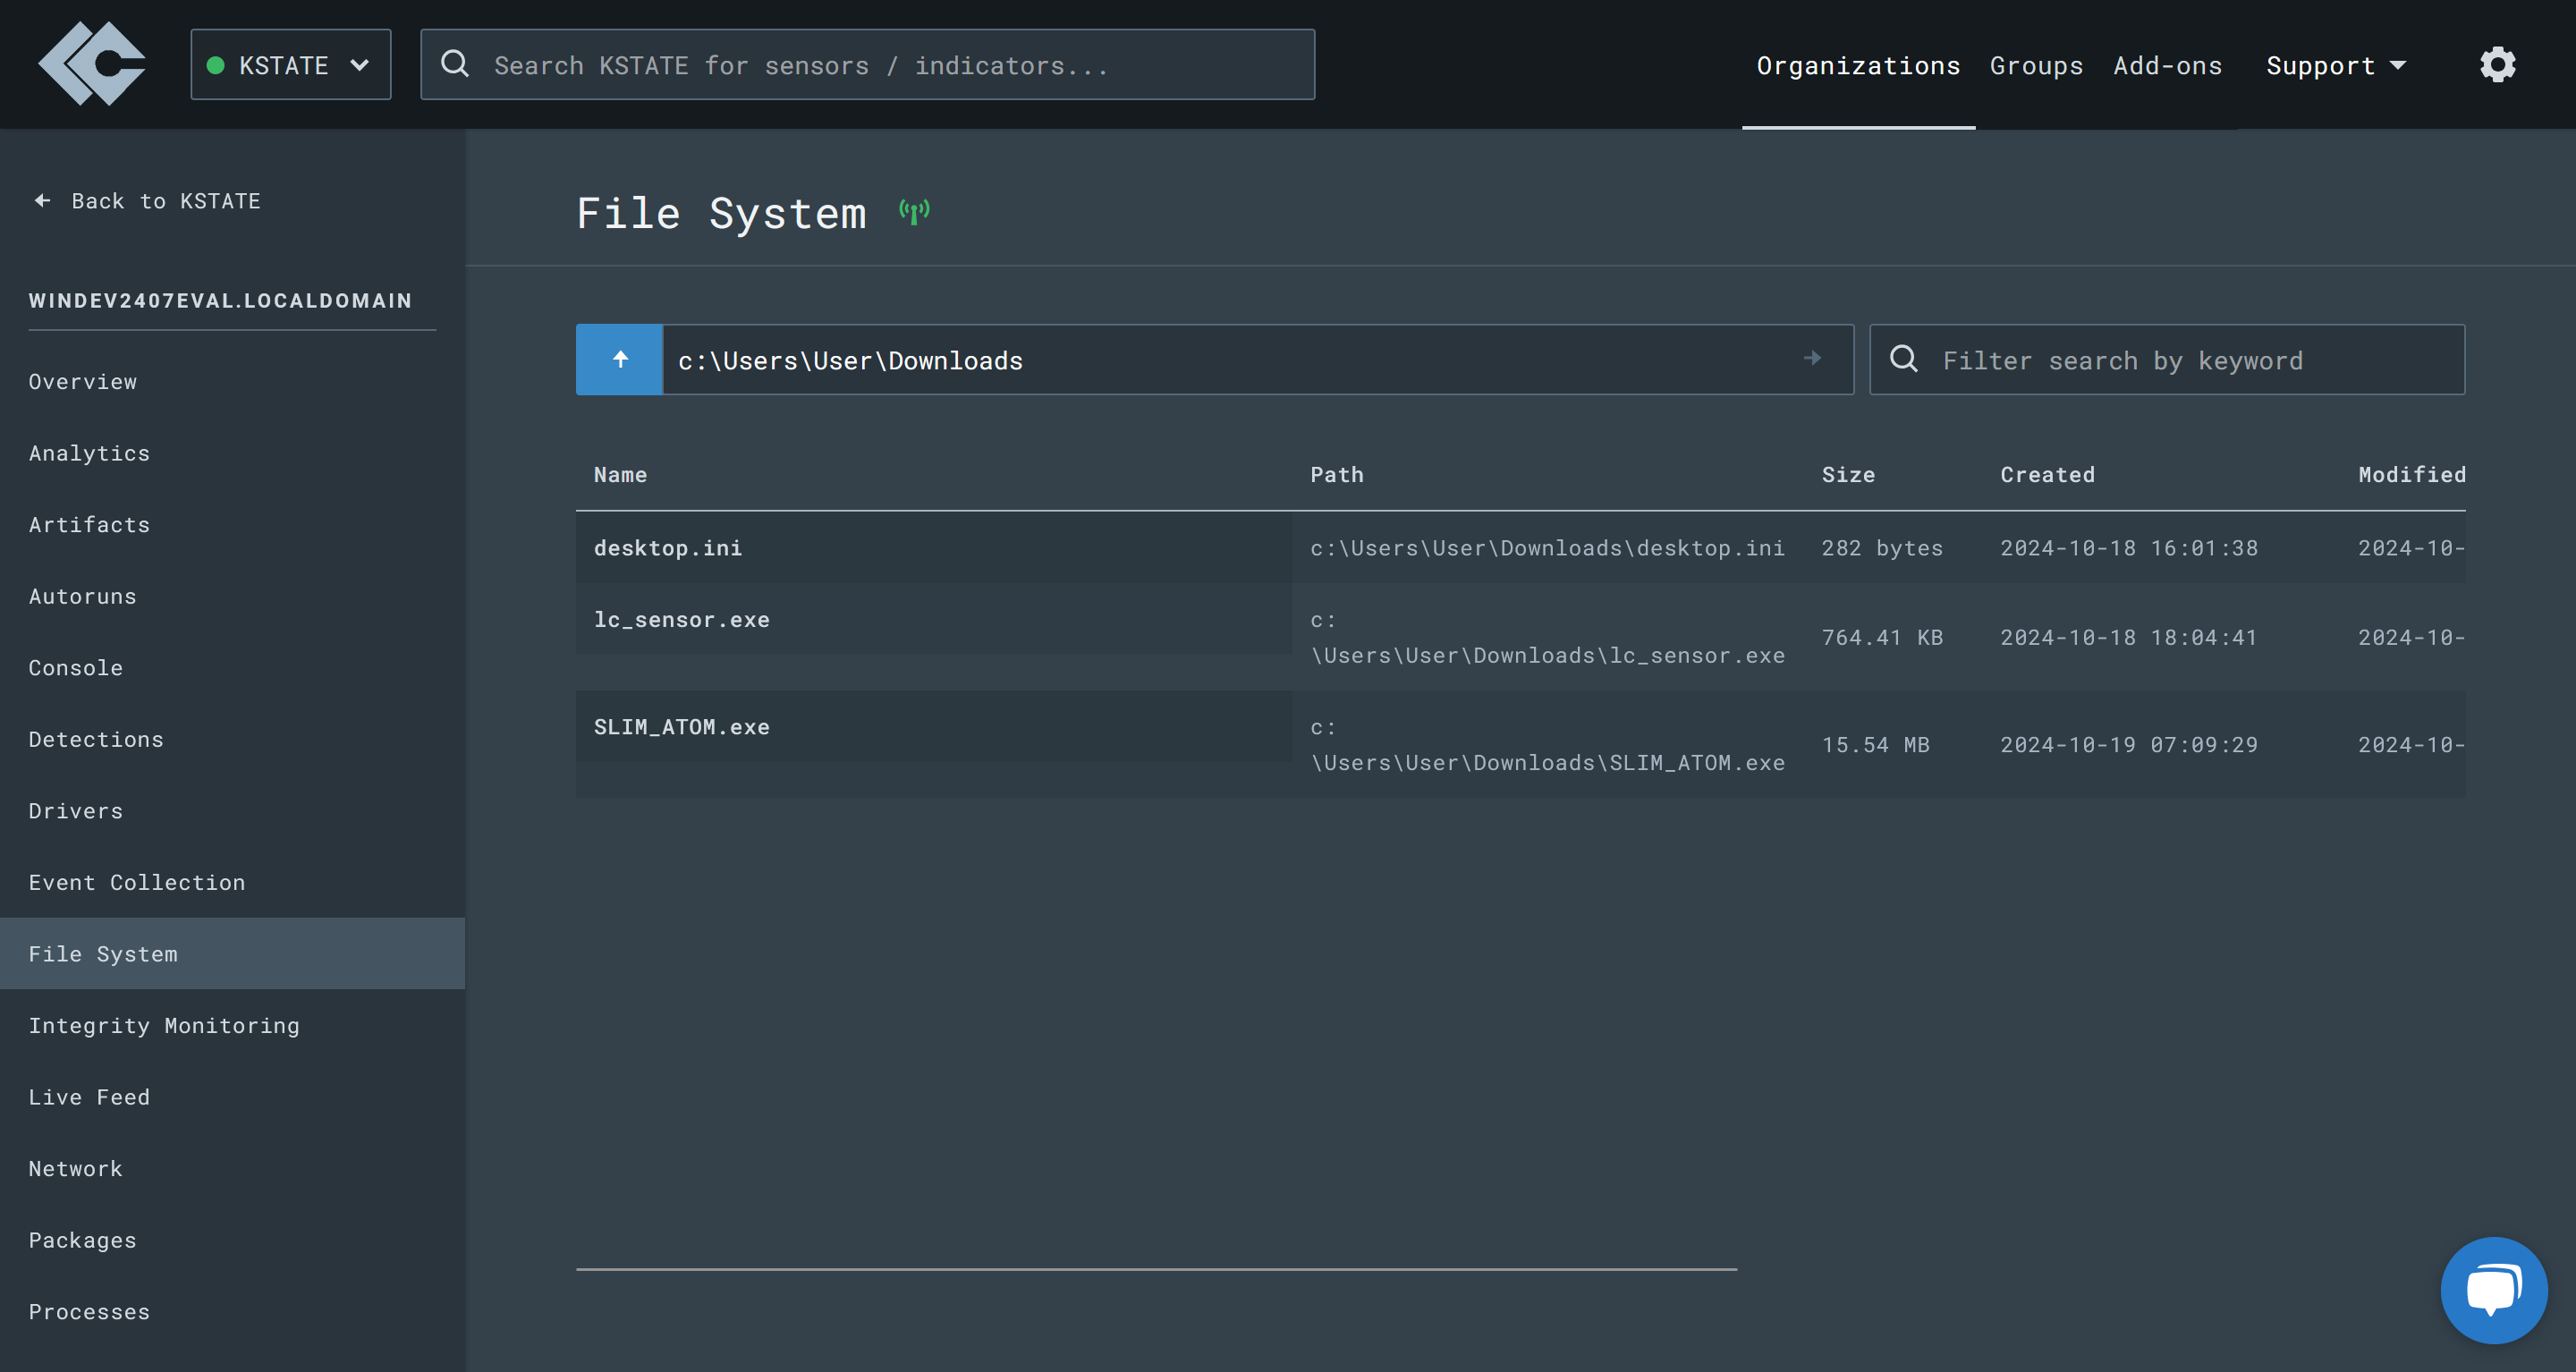 KSTATE
Search KSTATE for sensors / indicators...
Organizations Groups Add-ons Support
Back to KSTATE
WINDEV2407EVAL.LOCALDOMAIN
Overview
Analytics
Artifacts
Autoruns
Console
Detections
Drivers
Event Collection
File System
Integrity Monitoring
Live Feed
Network
Packages
Processes
File System
c:\Users\User\Downloads
Filter search by keyword
Name Path Size Created Modified
desktop.ini c:\Users\User\Downloads\desktop.ini 282 bytes 2024-10-18 16:01:38 2024-10-
lc_sensor.exe c:
\Users\User\Downloads\lc_sensor.exe 764.41 KB 2024-10-18 18:04:41 2024-10-
SLIM_ATOM.exe c:
\Users\User\Downloads\SLIM_ATOM.exe 15.54 MB 2024-10-19 07:09:29 2024-10-